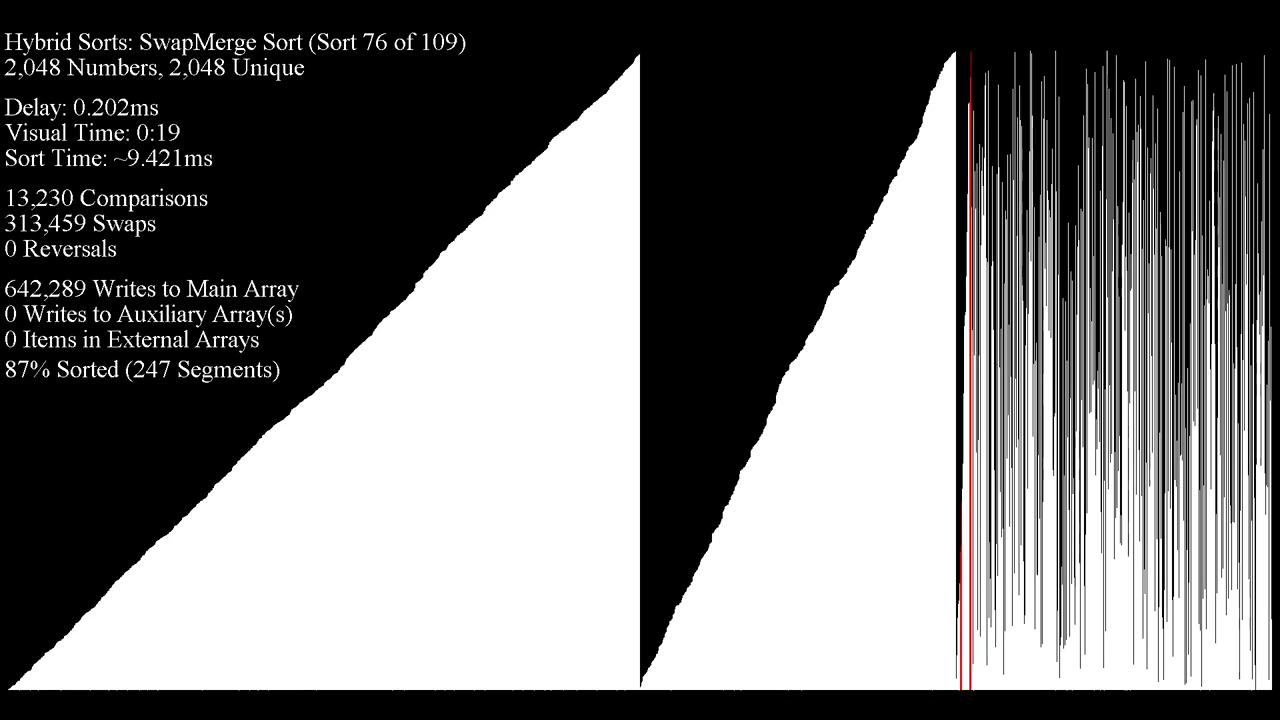 Hybrid Sorts: SwapMerge Sort (Sort 76 of 109)
2,048 Numbers, 2,048 Unique
Delay: 0.202ms
Visual Time: 0:19
Sort Time: ~9.421ms
13,230 Comparisons
313,459 Swaps
0 Reversals
642,289 Writes to Main Array
0 Writes to Auxiliary Array(s)
0 Items in External Arrays
87% Sorted (247 Segments)